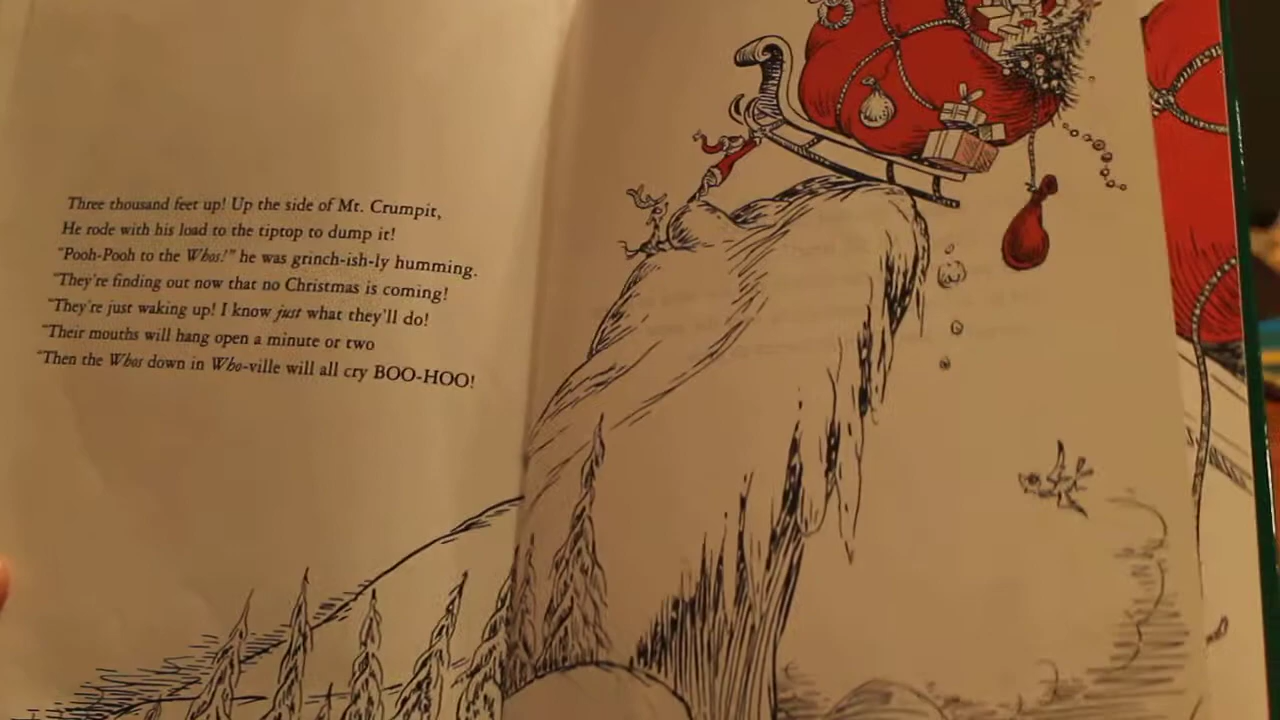 Three thousand feet up! Up the side of Mt. Crumpit,
He rode with his load to the tiptop to dump it!
"Pooh-Pooh to the Whos!" he was grinch-ish-ly humming.
"They're finding out now that no Christmas is coming!
"They're just waking up! I know just what they'll do!
"Their mouths will hang open a minute or two
"Then the Whos down in Who-ville will all cry BOO-HOO!